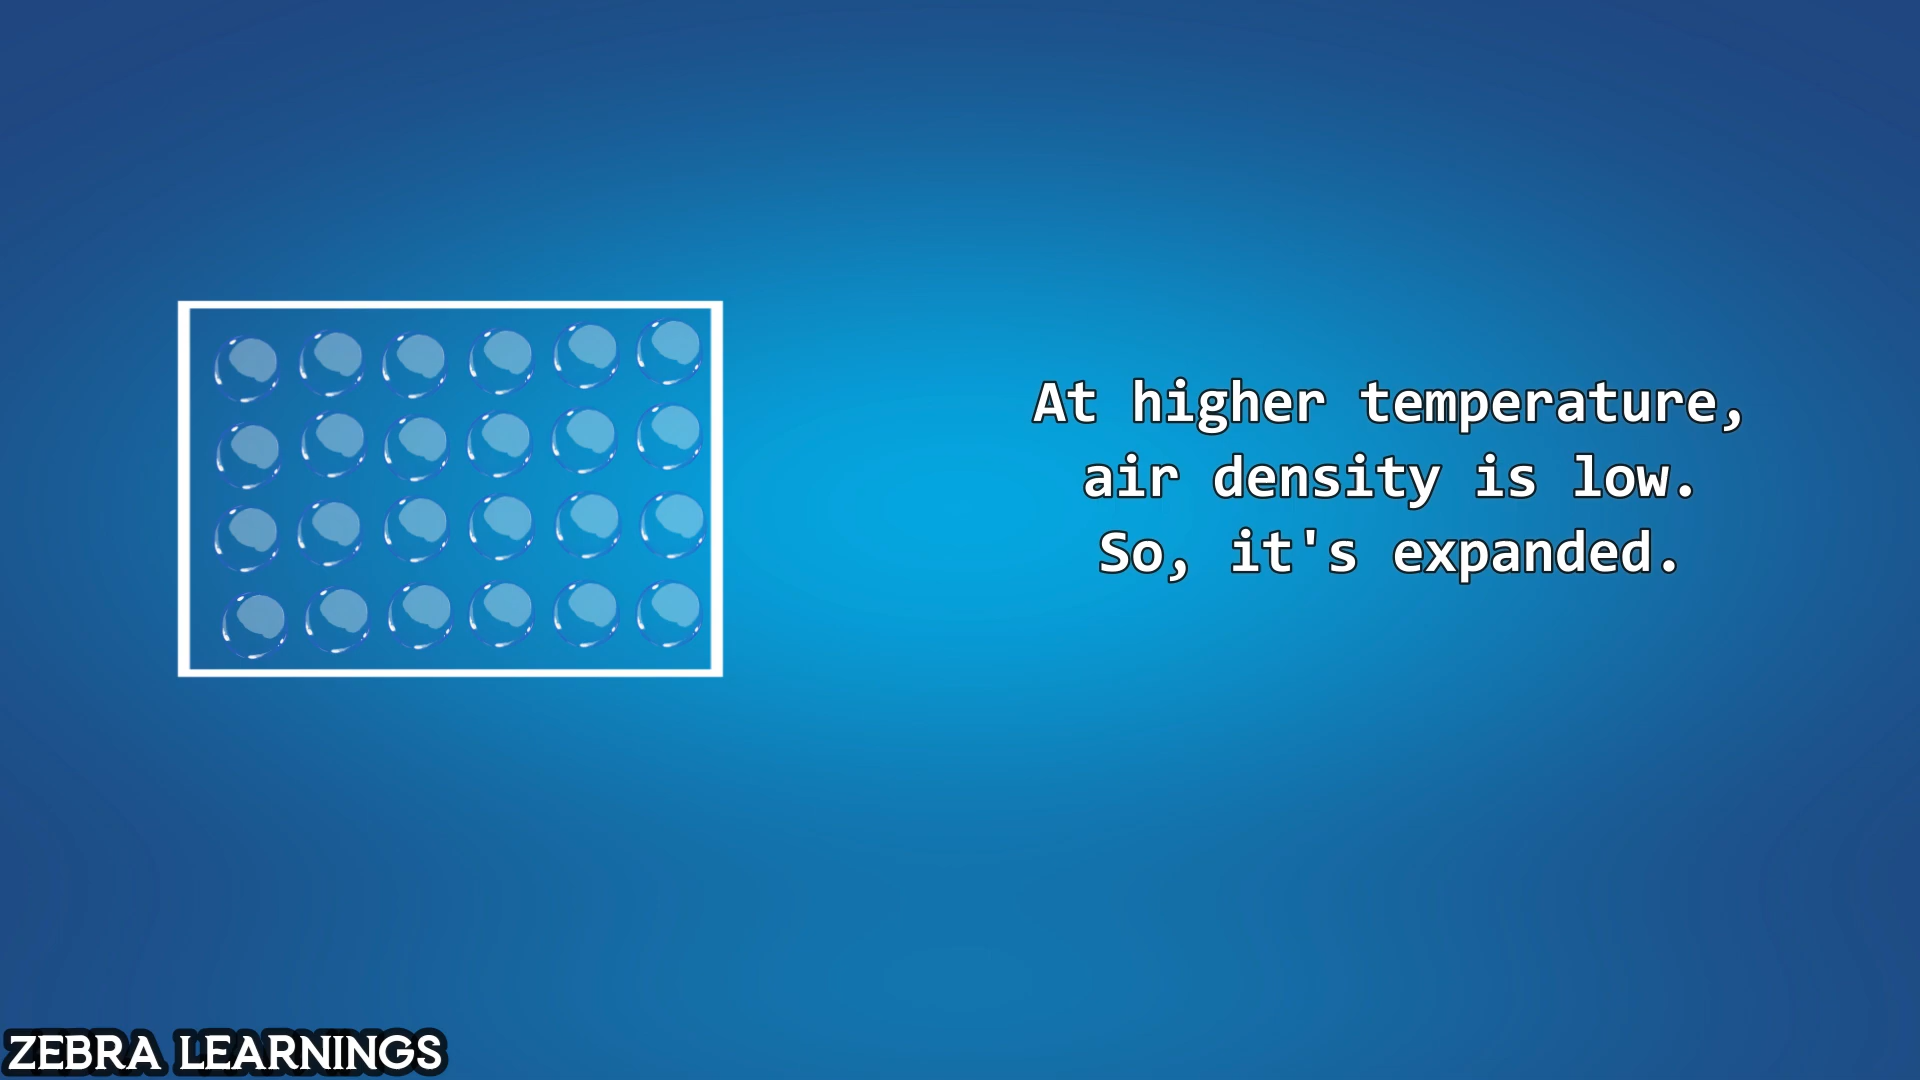 At higher temperature,
air density is low.
So, it's expanded.
ZEBRA LEARNINGS